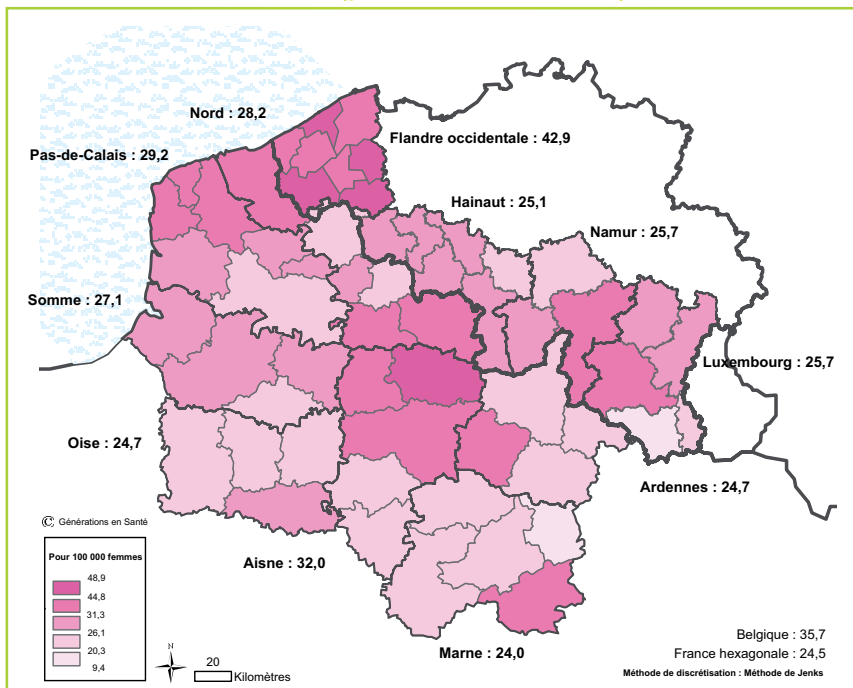 Nord : 28,2
Flandre occidentale : 42,9
Pas-de-Calais : 29,2
Hainaut : 25,1
Namur : 25,7
Somme : 27,1
Luxembourg : 25,7
Oise : 24,7
Ardennes : 24,7
© Générations en Santé
Pour 100 000 femmes
48,9
44,8
31,3
26,1
20,3
9,4
Aisne : 32,0
N
20
Kilomètres
Marne : 24,0
Belgique : 35,7
France hexagonale : 24,5
Méthode de discrétisation : Méthode de Jenks